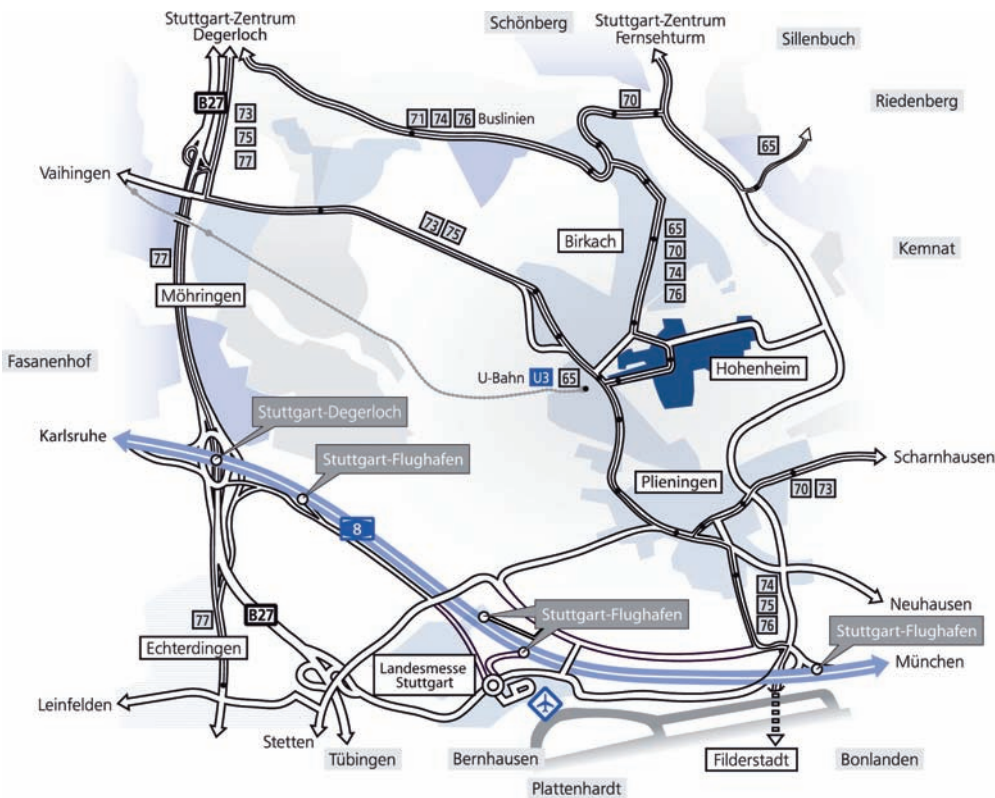 Stuttgart-Zentrum
Degerloch
Schönberg
Stuttgart-Zentrum
Fernsehturm
Sillenbuch
Riedenberg
B27
73
75
77
71 74 76 Buslinien
70
65
Vaihingen
73 75
Birkach
65
70
74
76
Kemnat
77
Möhringen
Fasanenhof
U-Bahn U3 65
Hohenheim
Stuttgart-Degerloch
Karlsruhe
Stuttgart-Flughafen
Plieningen
Scharnhausen
70 73
8
74
75
76
Neuhausen
77
B27
Stuttgart-Flughafen
Stuttgart-Flughafen
Echterdingen
Landesmesse
Stuttgart
München
Leinfelden
Stetten
Tübingen
Bernhausen
Filderstadt
Bonlanden
Plattenhardt